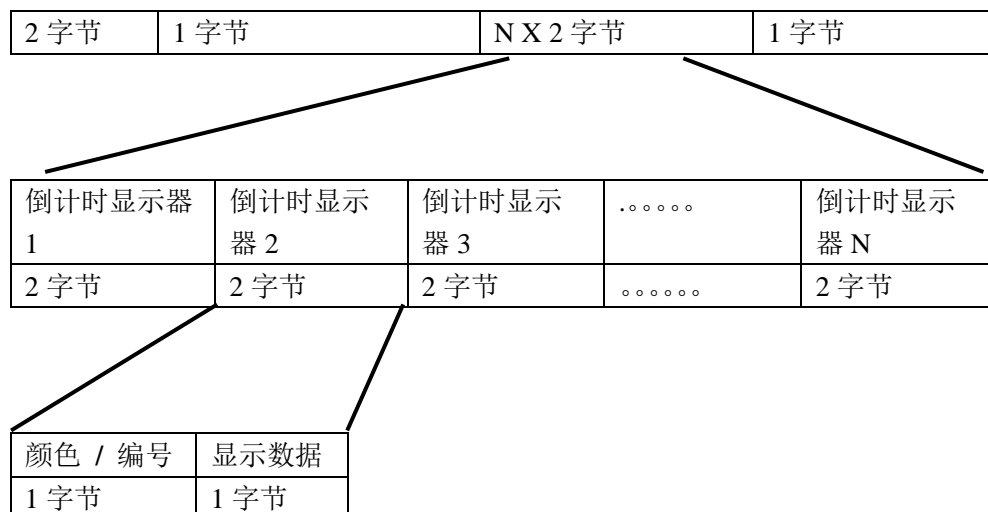 2 字节 1 字节 N X 2 字节 1 字节
倒计时显示器 倒计时显示 倒计时显示 .。。。。。 倒计时显示
1 器 2 器 3 器 N
2 字节 2 字节 2 字节 。。。。。。 2 字节
颜色 / 编号 显示数据
1 字节 1 字节